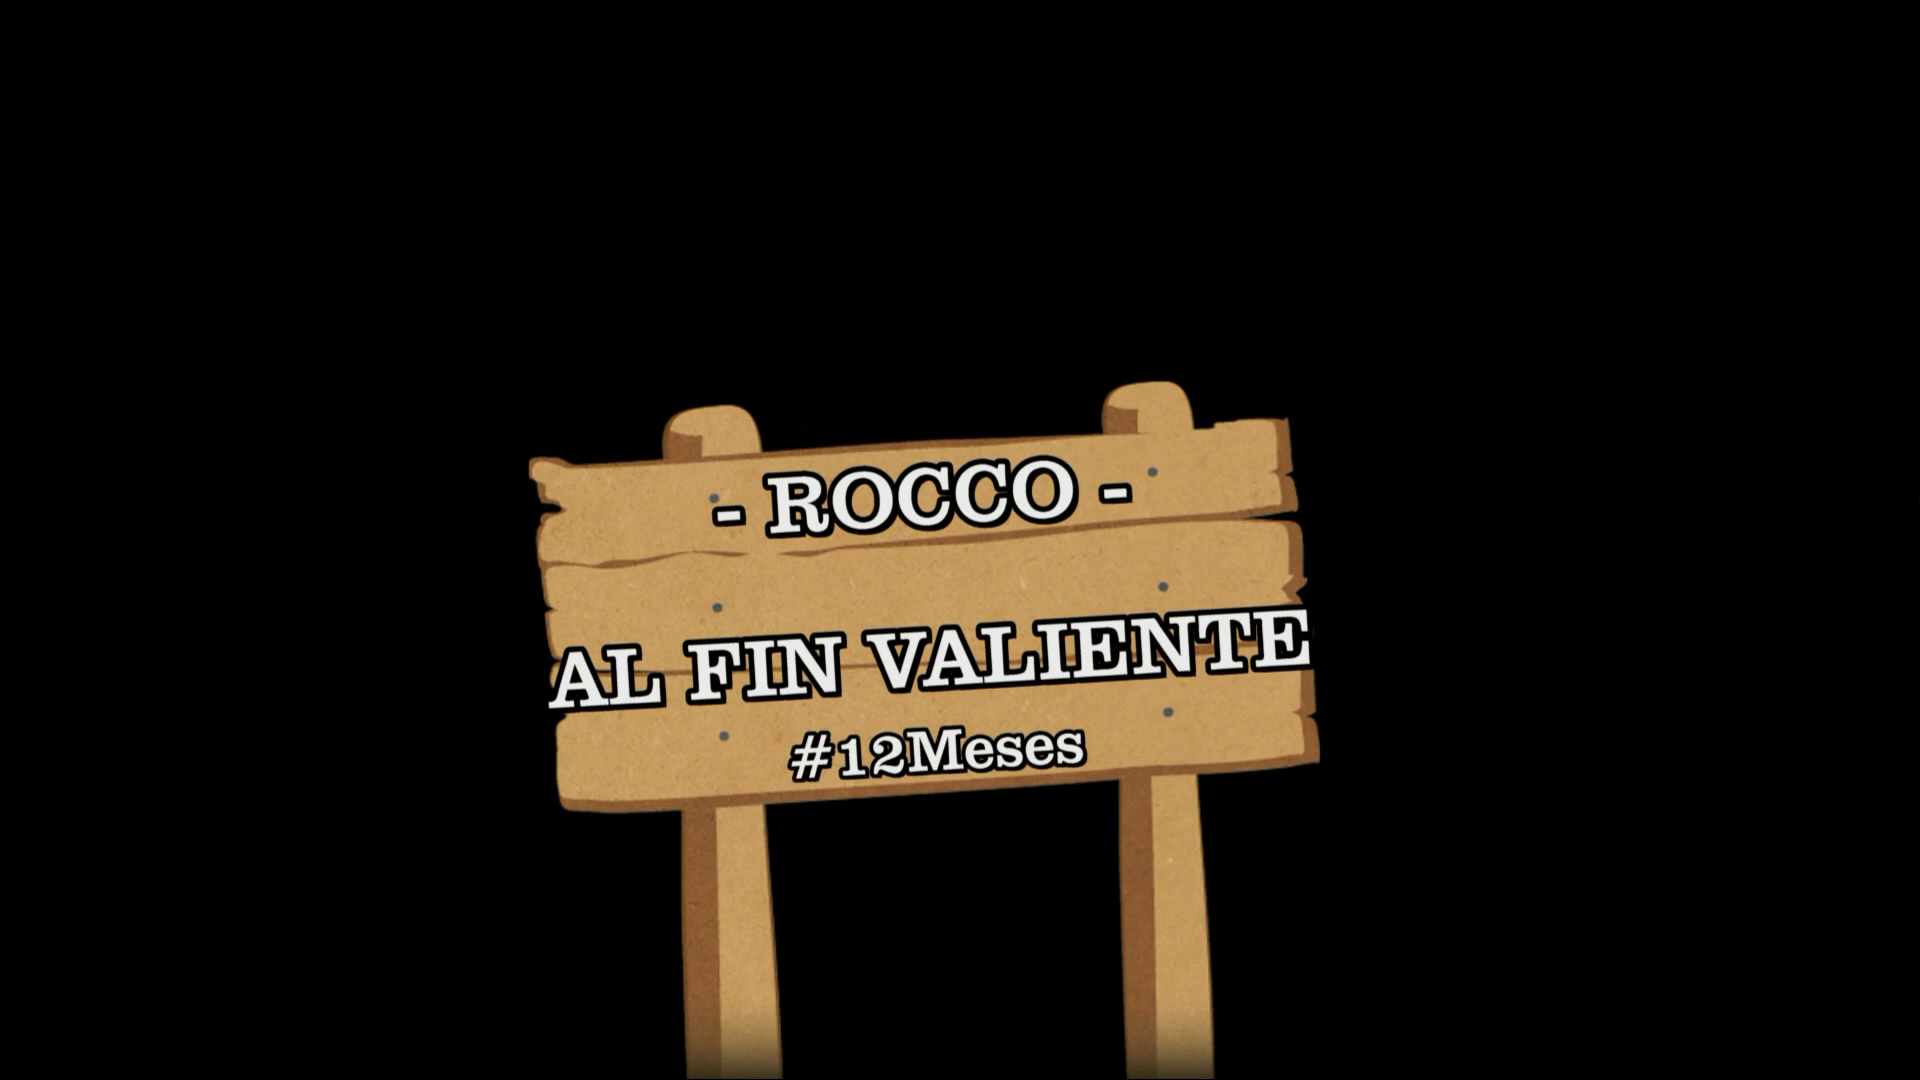 - ROCCO -
AL FIN VALIENTE
#12Meses